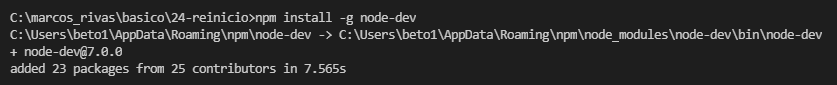 C:\marcos_rivas\basico\24-reinicio>npm install -g node-dev
C:\Users\beto1\AppData\Roaming\npm\node-dev -> C:\Users\beto1\AppData\Roaming\npm\node_modules\node-dev\bin\node-dev
+ node-dev@7.0.0
added 23 packages from 25 contributors in 7.565s